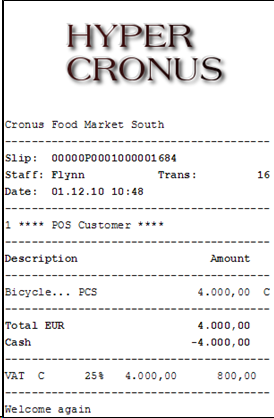 HYPER
CRONUS
Cronus Food Market South
Slip: 00000P0001000001684
Staff: Flynn Trans: 16
Date: 01.12.10 10:48
1 **** POS Customer ****
Description Amount
Bicycle... PCS 4.000,00 C
Total EUR 4.000,00
Cash -4.000,00
VAT C 25% 4.000,00 800,00
Welcome again